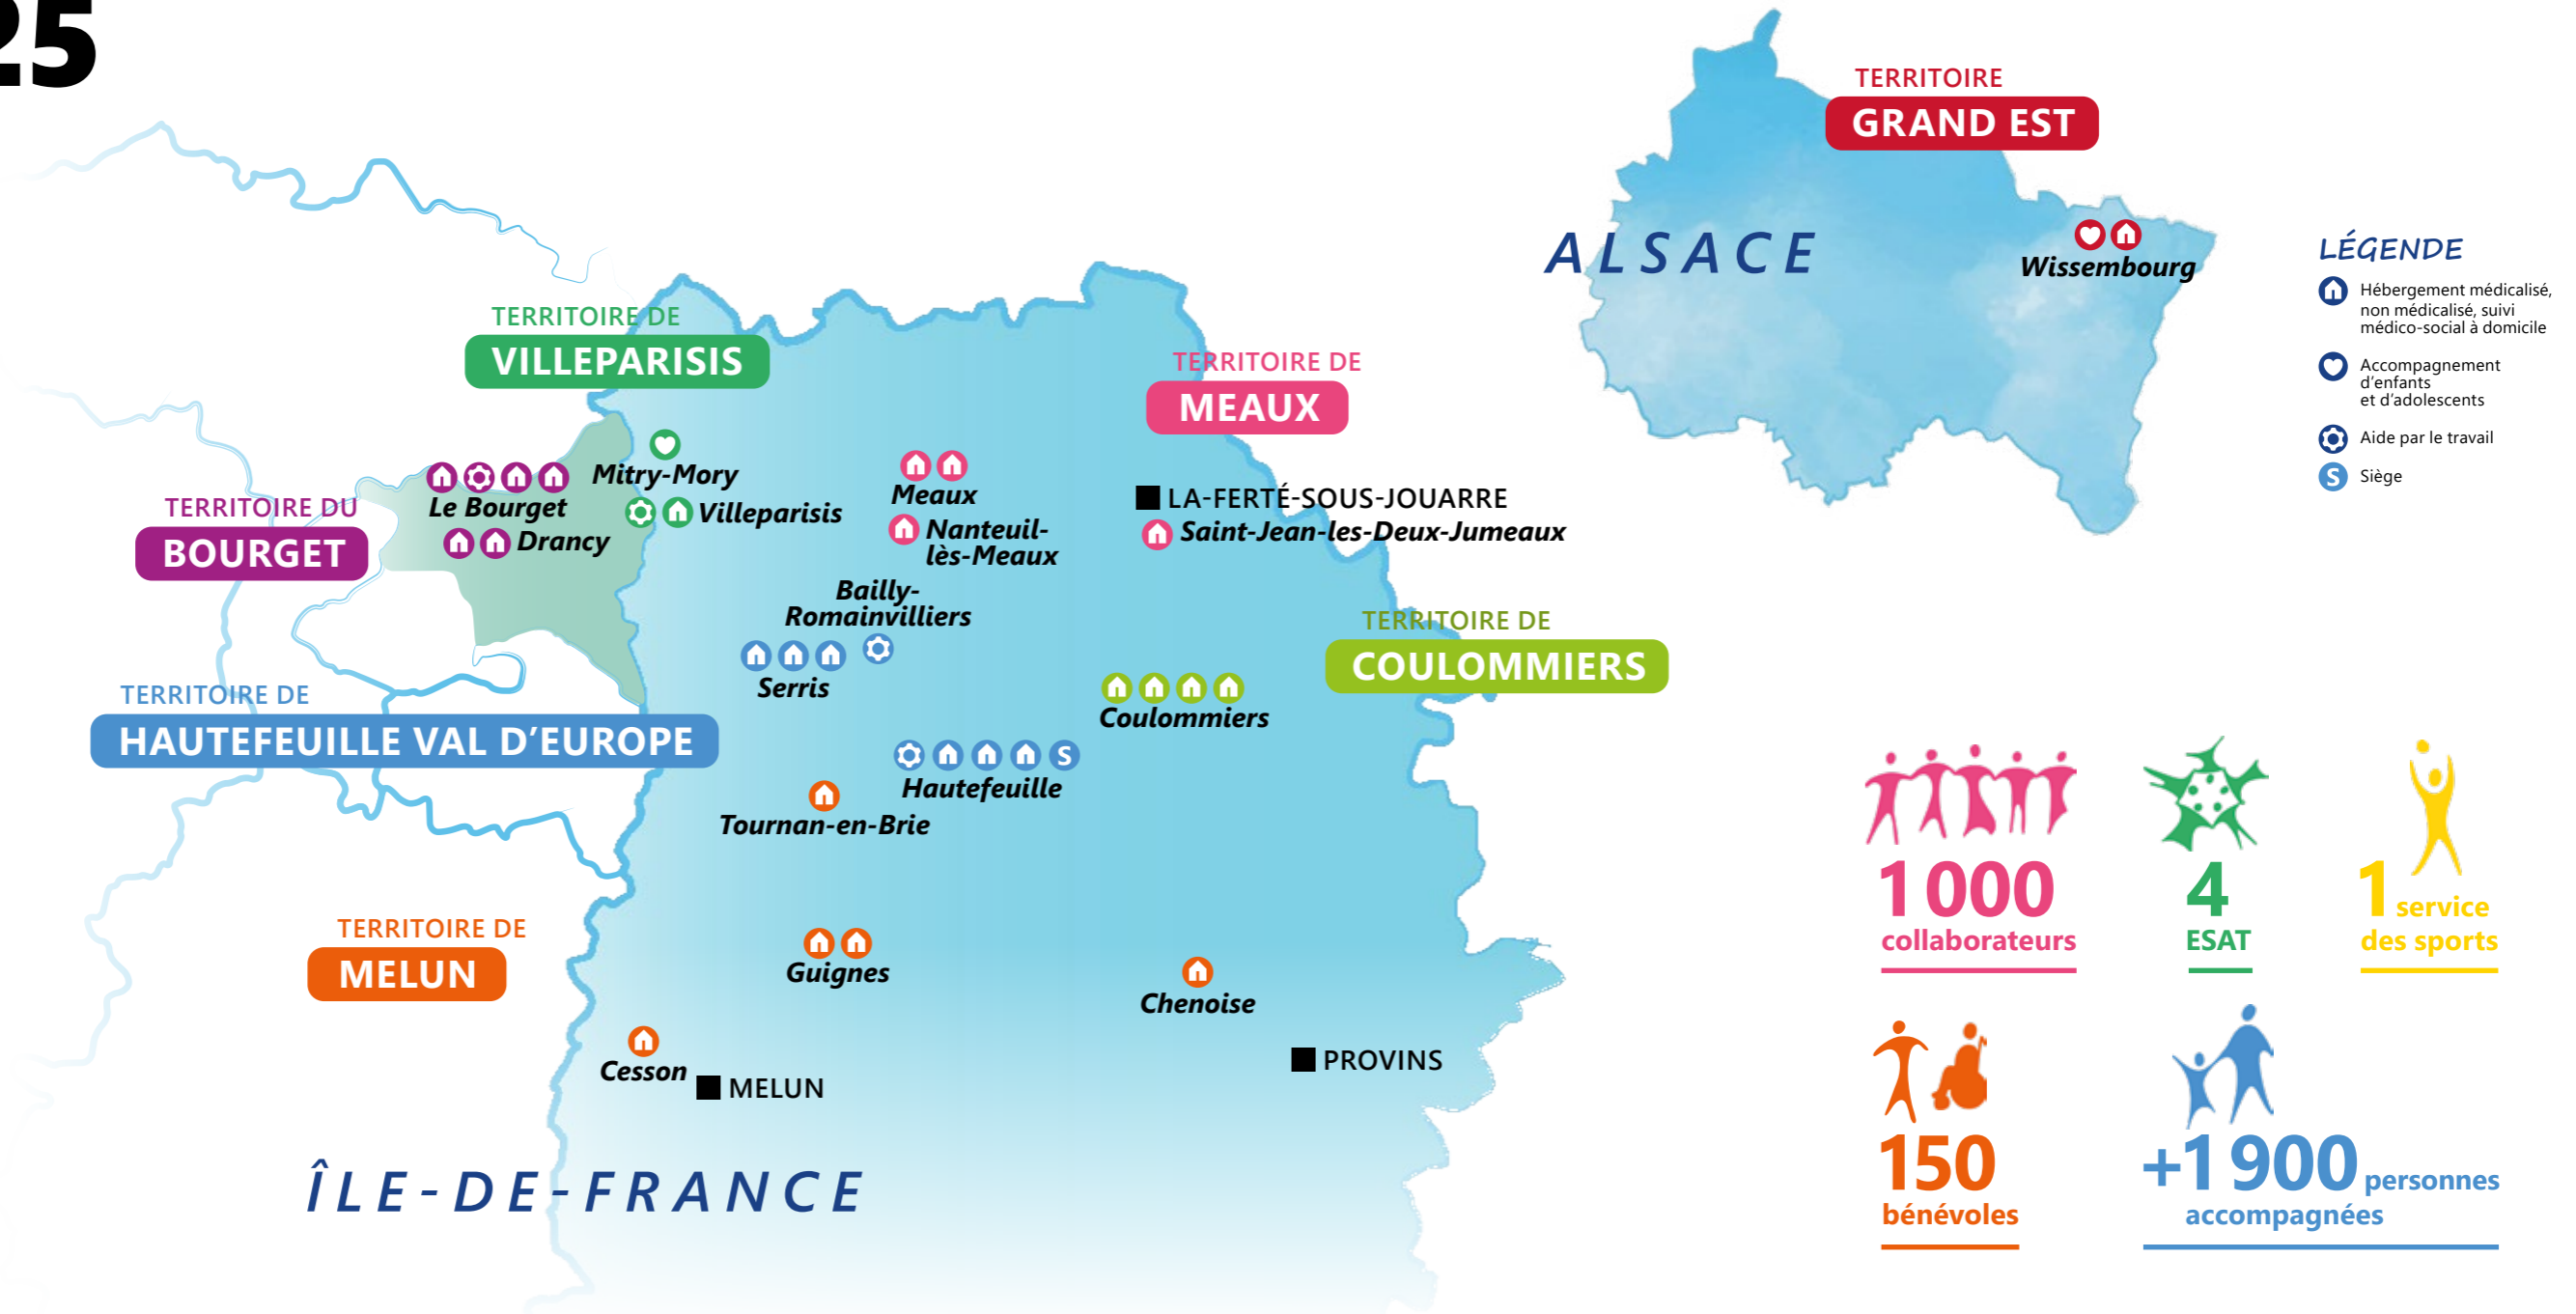 25
TERRITOIRE
GRAND EST
ALSACE
Wissembourg
LÉGENDE
Hébergement médicalisé,
non médicalisé, suivi
médico-social à domicile
Accompagnement
d'enfants
et d'adolescents
Aide par le travail
S Siège
TERRITOIRE DE
VILLEPARISIS
TERRITOIRE DE
MEAUX
Mitry-Mory
Villeparisis
Le Bourget
Drancy
TERRITOIRE DU
BOURGET
Meaux
Nanteuil-
lès-Meaux
LA-FERTÉ-SOUS-JOUARRE
Saint-Jean-les-Deux-Jumeaux
Bailly-
Romainvilliers
Serris
TERRITOIRE DE
COULOMMIERS
Coulommiers
TERRITOIRE DE
HAUTEFEUILLE VAL D'EUROPE
S
Hautefeuille
Tournan-en-Brie
TERRITOIRE DE
MELUN
Guignes
Chenoise
Cesson
MELUN
PROVINS
ÎLE-DE-FRANCE
1 000
collaborateurs
4
ESAT
1 service
des sports
150
bénévoles
+1 900 personnes
accompagnées